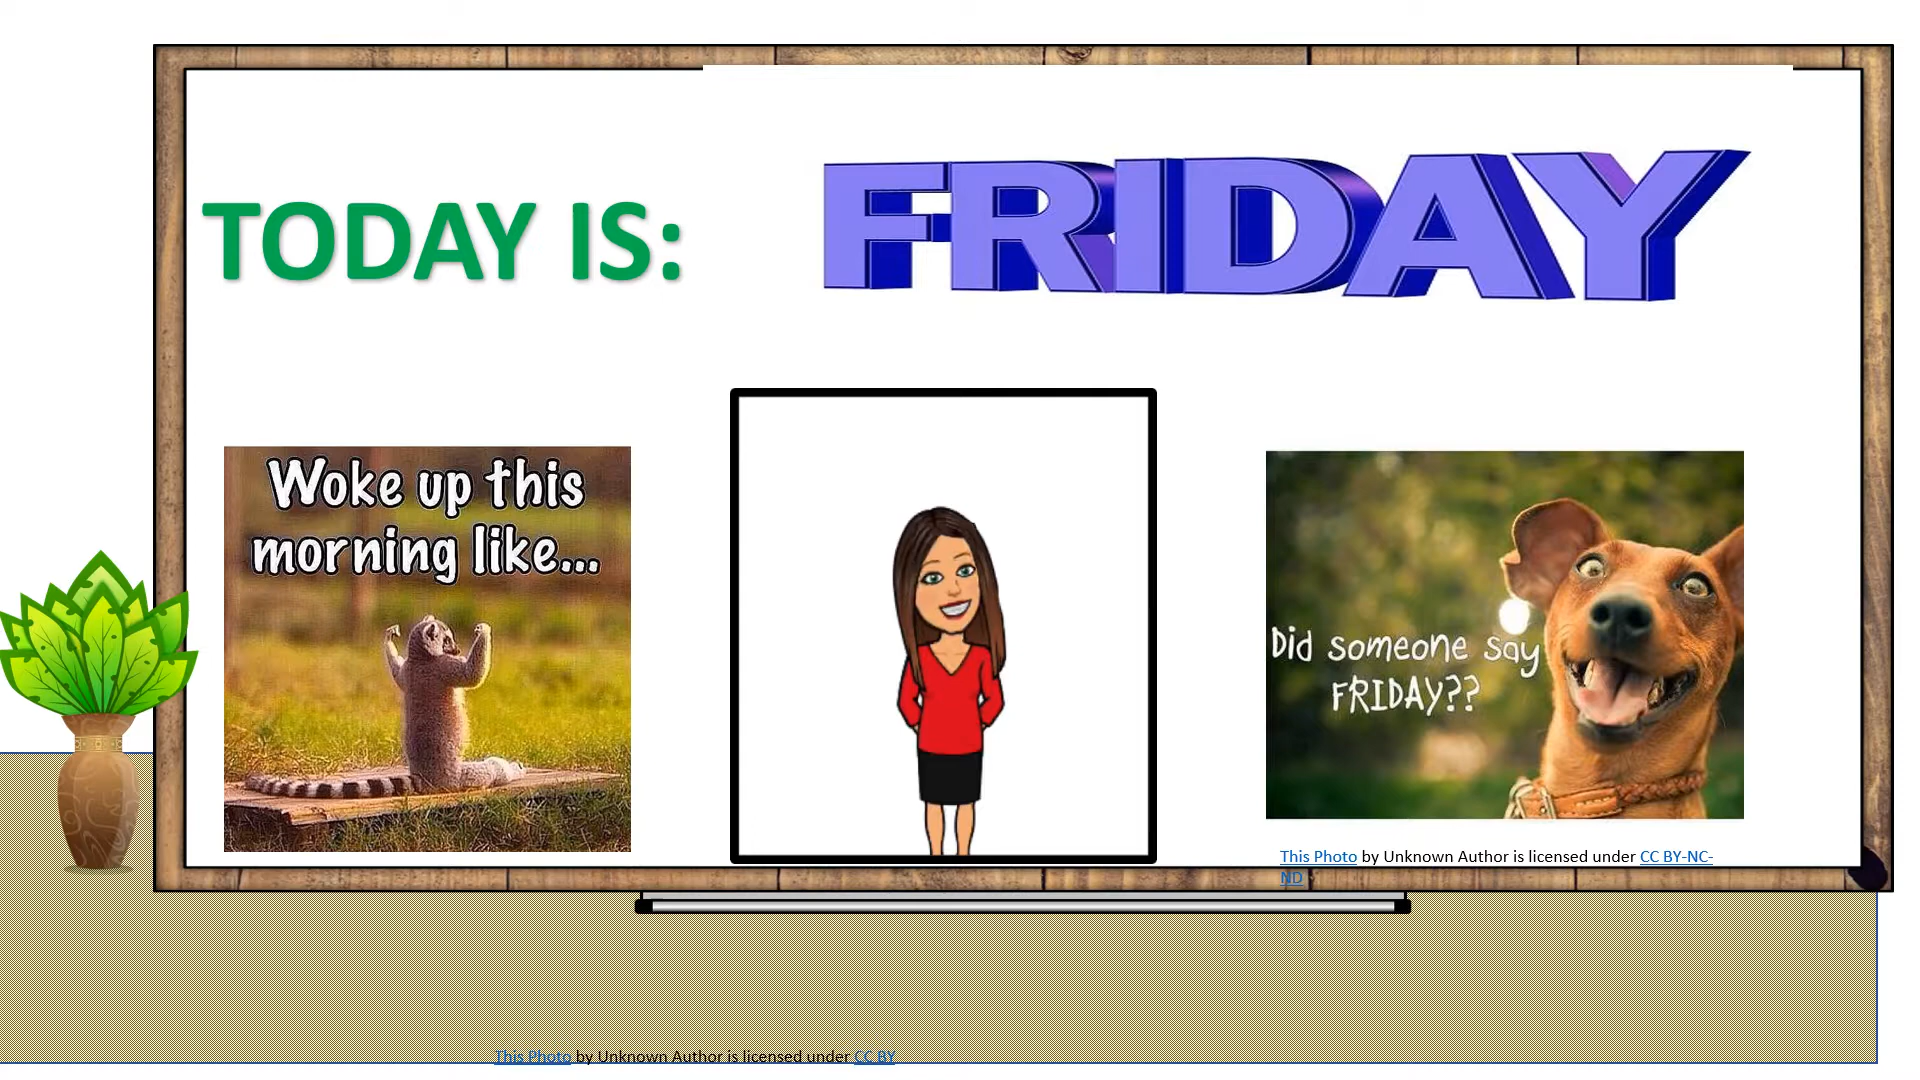 TODAY IS:
FRIDAY
Woke up this
morning like...
Did someone say
FRIDAY??
This Photo by Unknown Author is licensed under CC BY-NC-
ND
This Photo by Unknown Author is licensed under CC BY